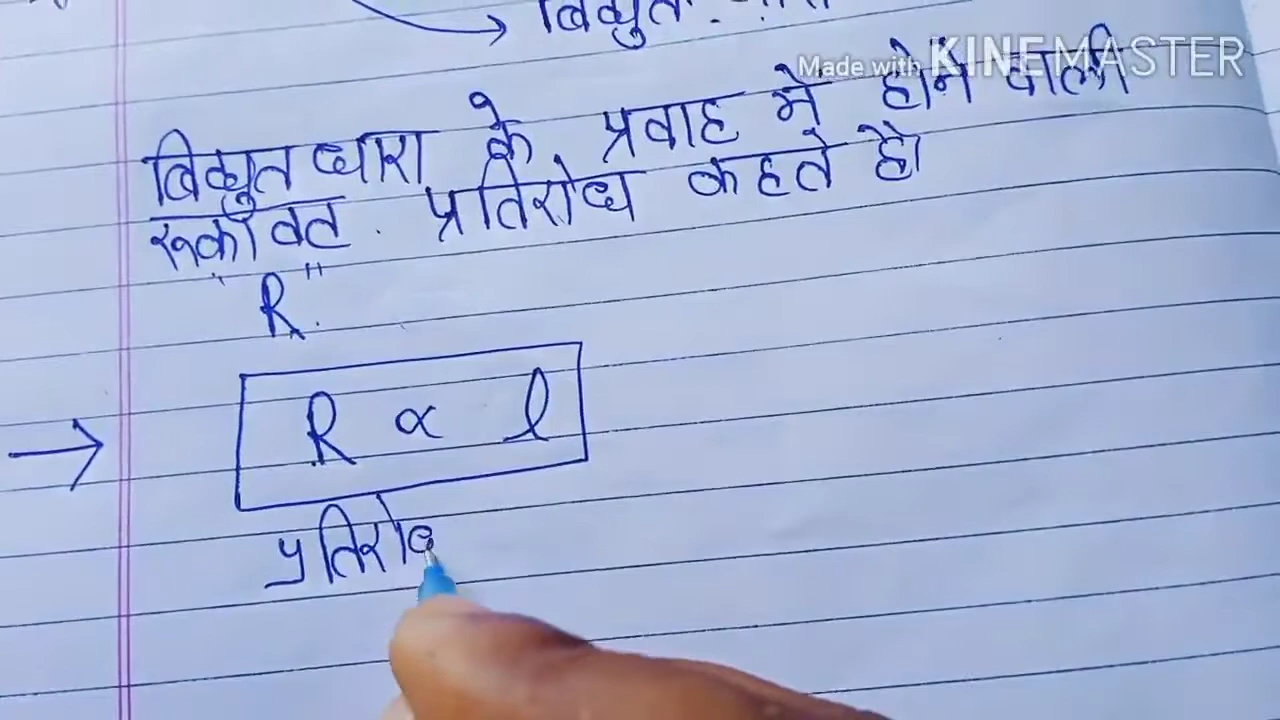 विद्युत
Made with KINEMASTER
विद्युत धारा के प्रवाह में होने वाली
रूकावट. प्रतिरोध कहते है
"R"
R ∝ l
प्रतिरोध